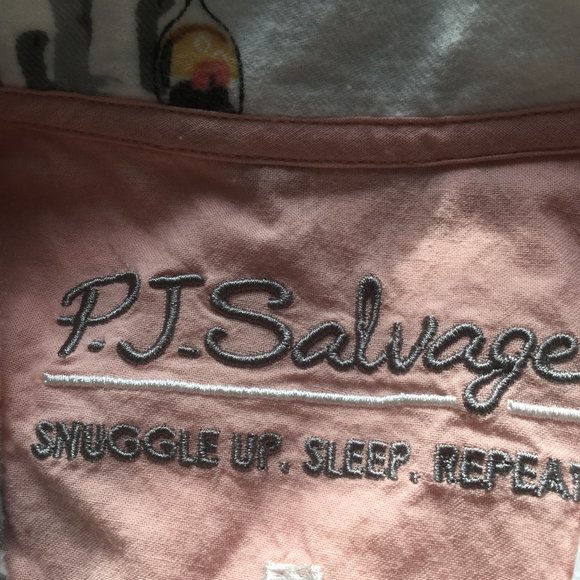 P.J. Salvage
SNUGGLE UP. SLEEP. REPEAT